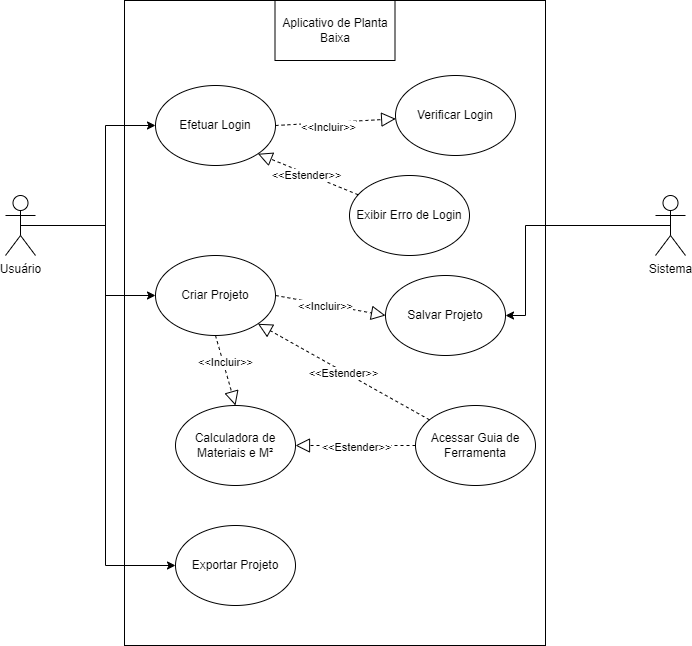 Aplicativo de Planta
Baixa
Efetuar Login
<<Incluir>>
Verificar Login
<<Estender>>
Exibir Erro de Login
Usuário
Sistema
Criar Projeto
<<Incluir>>
Salvar Projeto
<<Incluir>>
<<Estender>>
Calculadora de
Materiais e M²
<<Estender>>
Acessar Guia de
Ferramenta
Exportar Projeto